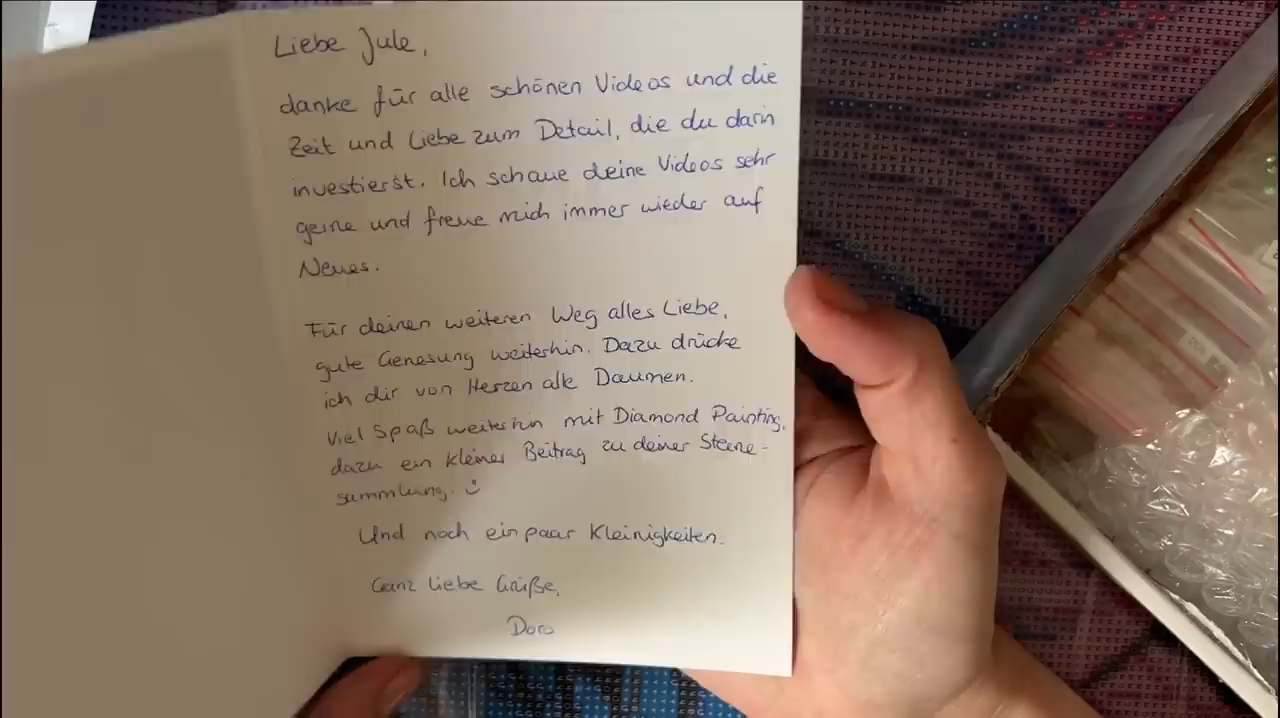 Liebe Jule,
danke für alle schönen Videos und die
Zeit und Liebe zum Detail, die du darin
investierst. Ich schaue deine Videos sehr
gerne und freue mich immer wieder auf
Neues.
Für deinen weiteren Weg alles Liebe,
gute Genesung weiterhin. Dazu drücke
ich dir von Herzen alle Daumen.
Viel Spaß weiterhin mit Diamond Painting,
dazu ein kleiner Beitrag zu deiner Steine-
sammlung. :)
Und noch ein paar Kleinigkeiten.
Ganz liebe Grüße,
Doro